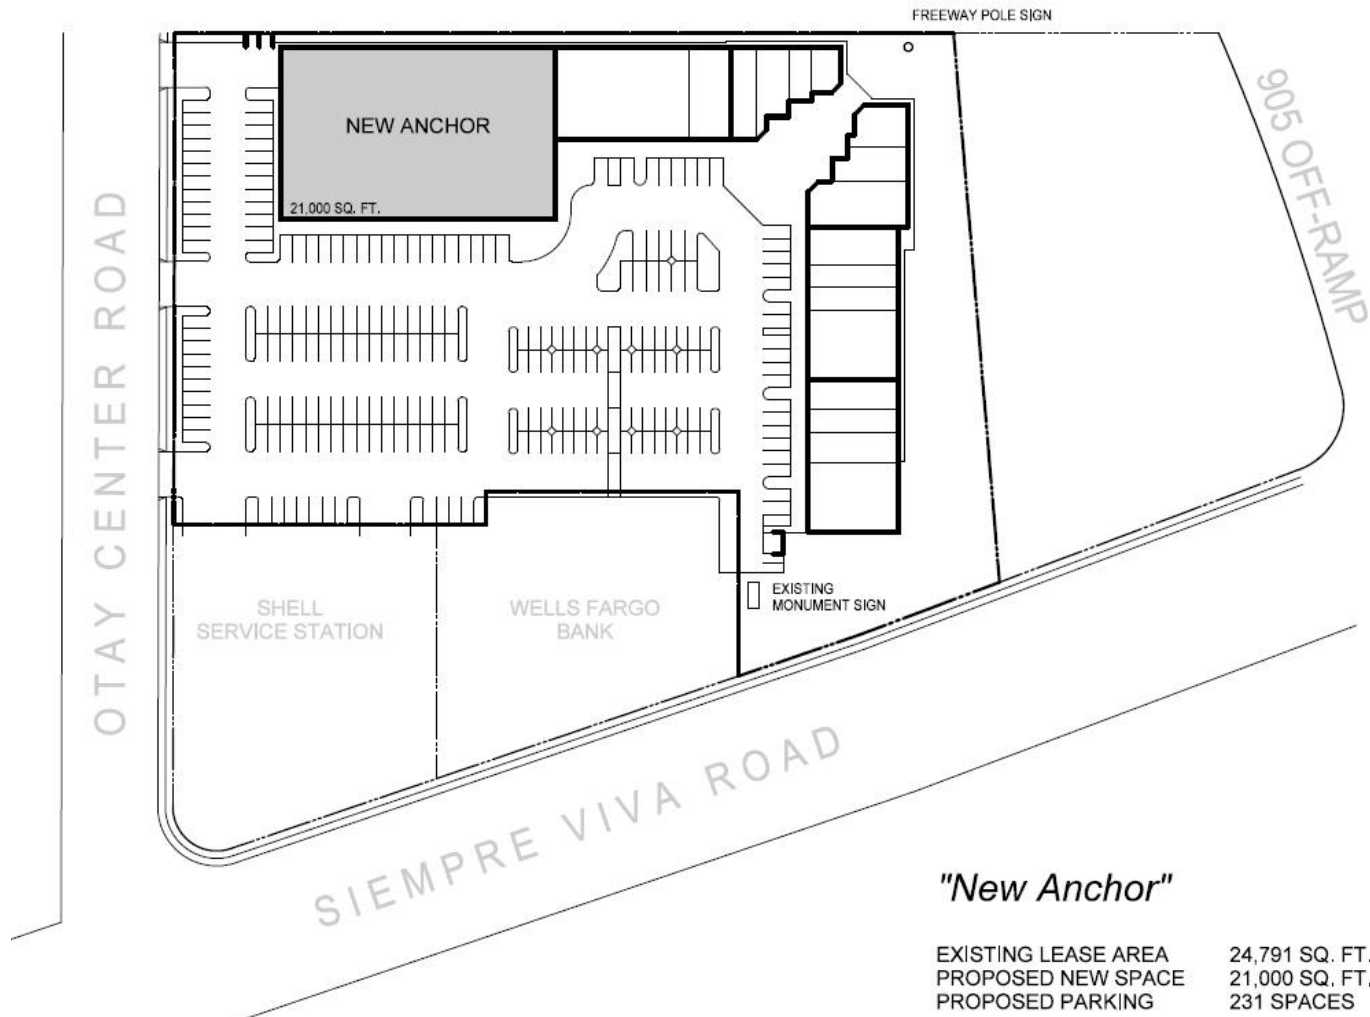 FREEWAY POLE SIGN
905 OFF-RAMP
NEW ANCHOR
21,000 SQ. FT.
OTAY CENTER ROAD
SHELL
SERVICE STATION
WELLS FARGO
BANK
EXISTING
MONUMENT SIGN
SIEMPRE VIVA ROAD
"New Anchor"
EXISTING LEASE AREA 24,791 SQ. FT.
PROPOSED NEW SPACE 21,000 SQ. FT.
PROPOSED PARKING 231 SPACES